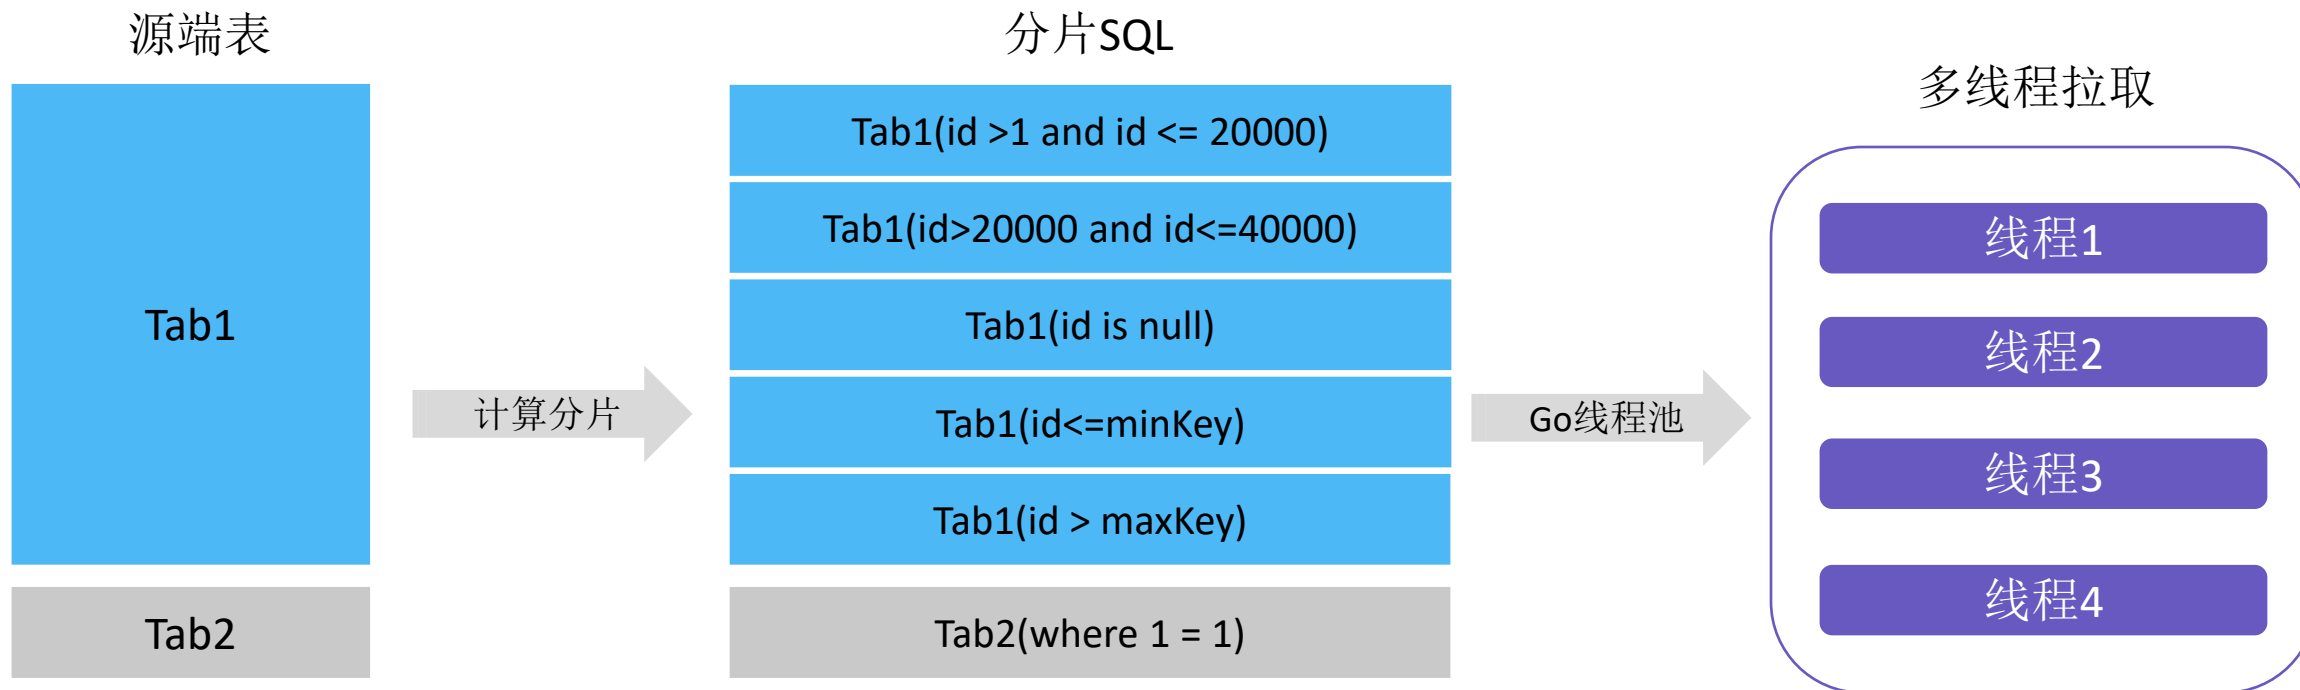 源端表
Tab1
Tab2
计算分片
分片SQL
Tab1(id >1 and id <= 20000)
Tab1(id>20000 and id<=40000)
Tab1(id is null)
Tab1(id<=minKey)
Tab1(id > maxKey)
Tab2(where 1 = 1)
Go线程池
多线程拉取
线程1
线程2
线程3
线程4